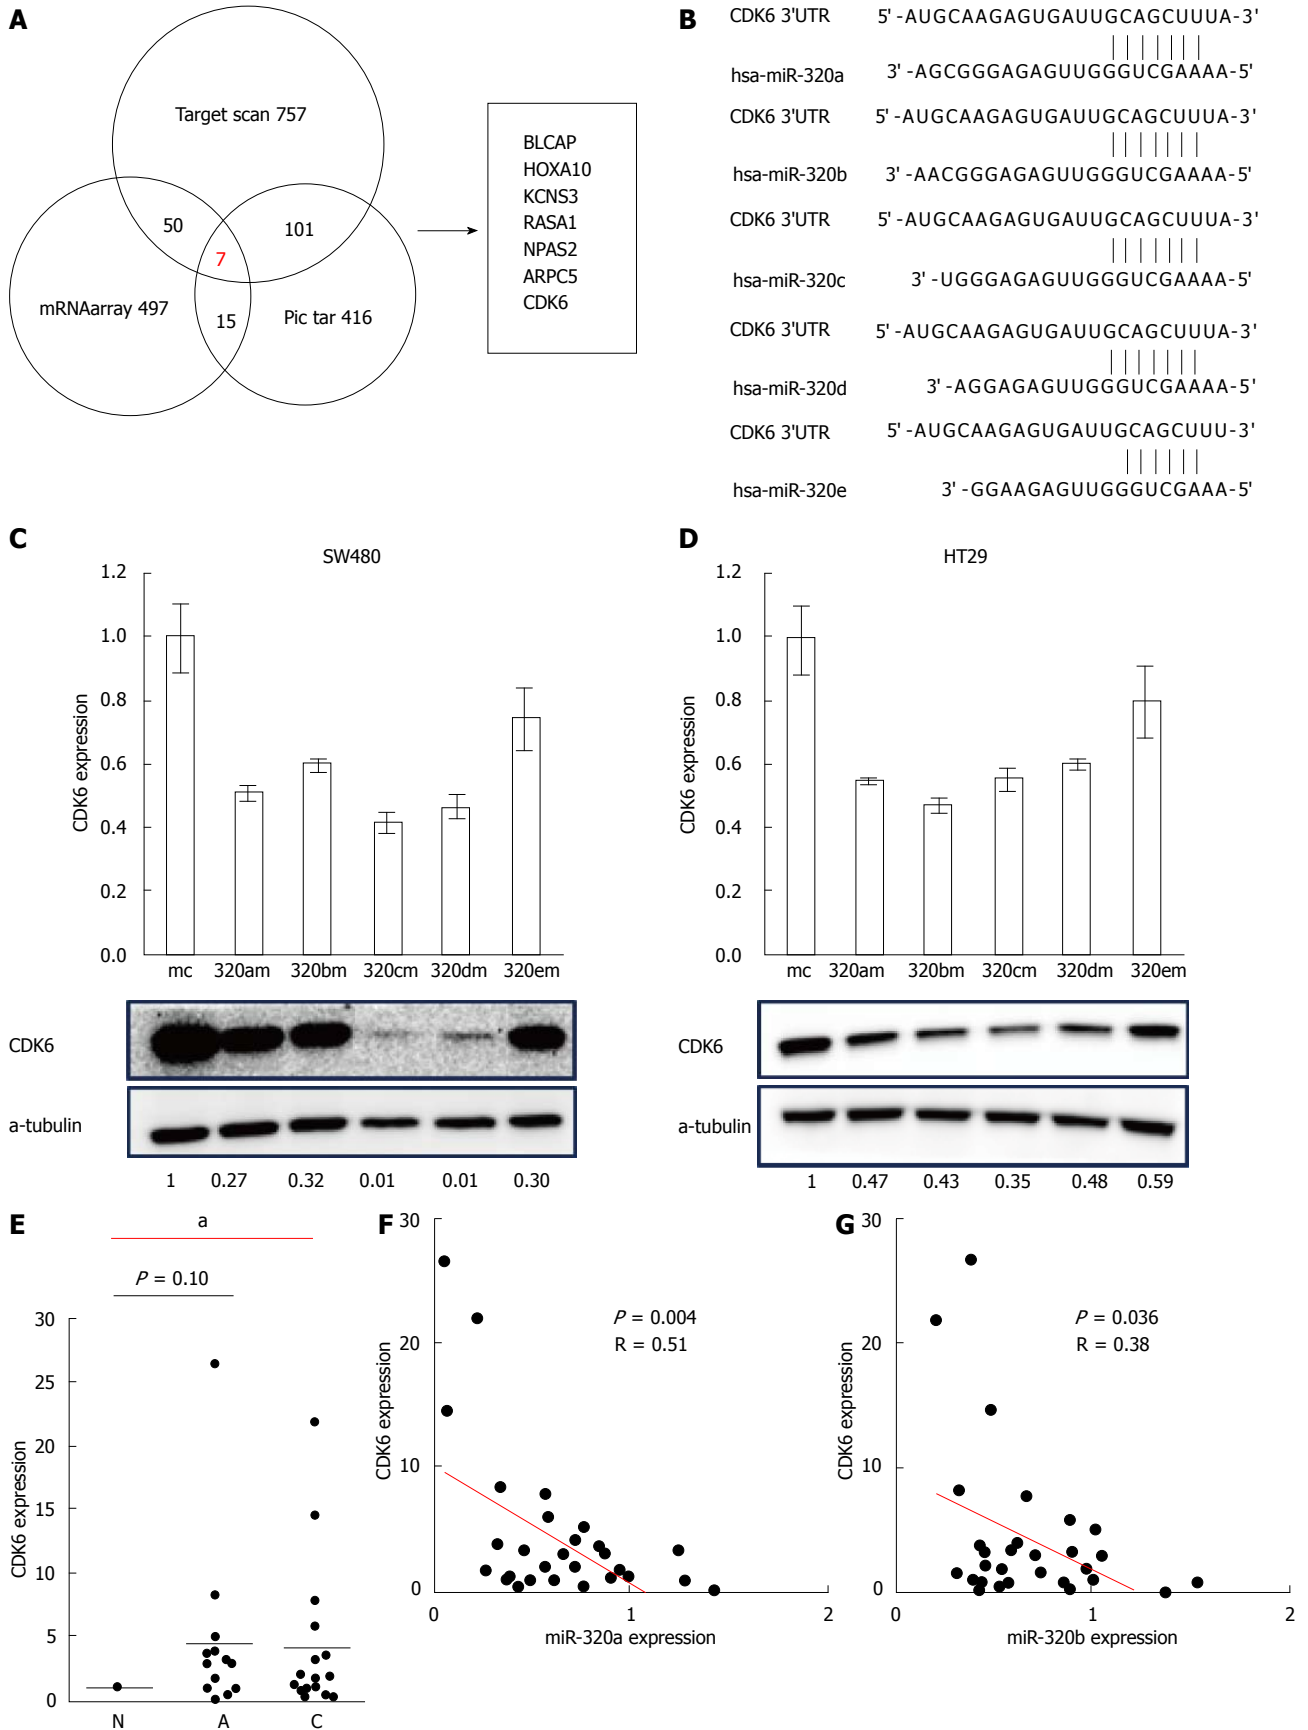 A
Target scan 757
50
101
7
mRNAarray 497
15
Pic tar 416
BLCAP
HOXA10
KCNS3
RASA1
NPAS2
ARPC5
CDK6
B
CDK6 3'UTR 5' -AUGCAAGAGUGAUUGCAGCUUUA-3'
hsa-miR-320a 3' -AGCGGGAGAGUUGGGUCGAAAA-5'
CDK6 3'UTR 5' -AUGCAAGAGUGAUUGCAGCUUUA-3'
hsa-miR-320b 3' -AACGGGAGAGUUGGGUCGAAAA-5'
CDK6 3'UTR 5' -AUGCAAGAGUGAUUGCAGCUUUA-3'
hsa-miR-320c 3' -UGGGAGAGUUGGGUCGAAAA-5'
CDK6 3'UTR 5' -AUGCAAGAGUGAUUGCAGCUUUA-3'
hsa-miR-320d 3' -AGGAGAGUUGGGUCGAAAA-5'
CDK6 3'UTR 5' -AUGCAAGAGUGAUUGCAGCUUU-3'
hsa-miR-320e 3' -GGAAGAGUUGGGUCGAAA-5'
C
SW480
CDK6 expression
1.2
1.0
0.8
0.6
0.4
0.2
0.0
mc 320am 320bm 320cm 320dm 320em
CDK6
a-tubulin
1 0.27 0.32 0.01 0.01 0.30
D
HT29
CDK6 expression
1.2
1.0
0.8
0.6
0.4
0.2
0.0
mc 320am 320bm 320cm 320dm 320em
CDK6
a-tubulin
1 0.47 0.43 0.35 0.48 0.59
E
a
P = 0.10
CDK6 expression
30
25
20
15
10
5
0
N A C
F
CDK6 expression
30
20
10
0
P = 0.004
R = 0.51
0 1 2
miR-320a expression
G
CDK6 expression
30
20
10
0
P = 0.036
R = 0.38
0 1 2
miR-320b expression